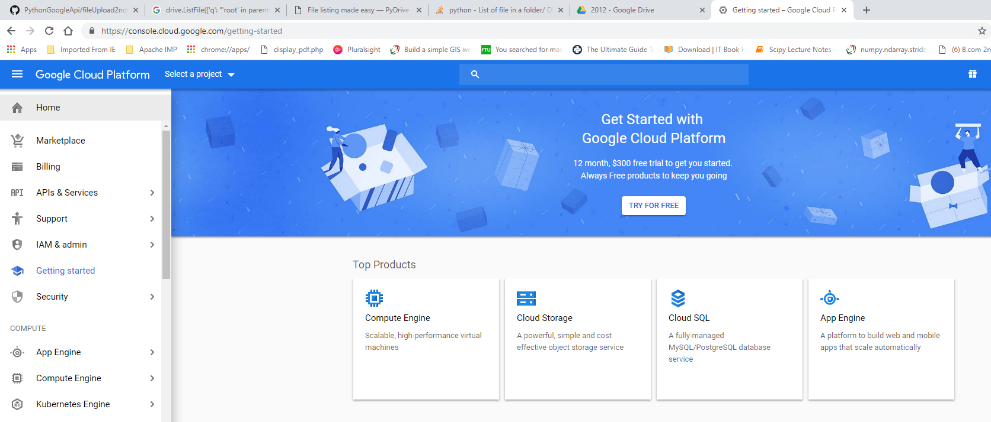 PythonGoogleApi/fileUpload2n
drive.ListFile({'q': "'root' in parent
File listing made easy — PyDrive
python - List of file in a folder/ D
2012 - Google Drive
Getting started – Google Cloud P
https://console.cloud.google.com/getting-started
Apps
Imported From IE
Apache IMP
chrome://apps/
display_pdf.php
Pluralsight
Build a simple GIS w
You searched for ma
The Ultimate Guide
Download | IT Book
Scipy Lecture Notes
numpy.ndarray.stride
(6) 8.com 2n
Google Cloud Platform
Select a project
Home
Marketplace
Billing
API
APIs & Services
Support
IAM & admin
Getting started
Security
COMPUTE
App Engine
Compute Engine
Kubernetes Engine
Get Started with
Google Cloud Platform
12 month, $300 free trial to get you started.
Always Free products to keep you going
TRY FOR FREE
Top Products
Compute Engine
Scalable, high-performance virtual
machines
Cloud Storage
A powerful, simple and cost
effective object storage service
Cloud SQL
A fully-managed
MySQL/PostgreSQL database
service
App Engine
A platform to build web and mobile
apps that scale automatically